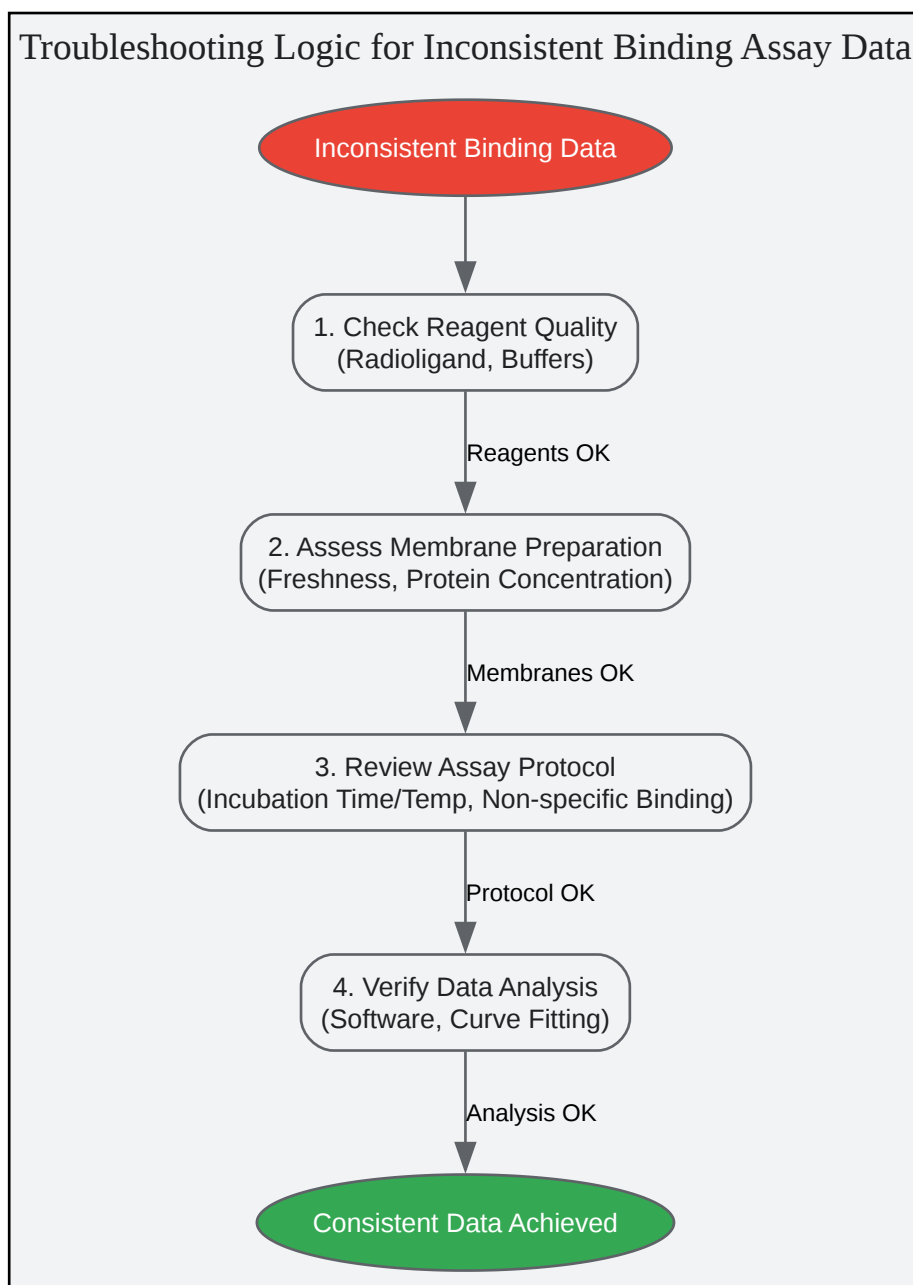 Troubleshooting Logic for Inconsistent Binding Assay Data
Inconsistent Binding Data
1. Check Reagent Quality
(Radioligand, Buffers)
Reagents OK
2. Assess Membrane Preparation
(Freshness, Protein Concentration)
Membranes OK
3. Review Assay Protocol
(Incubation Time/Temp, Non-specific Binding)
Protocol OK
4. Verify Data Analysis
(Software, Curve Fitting)
Analysis OK
Consistent Data Achieved